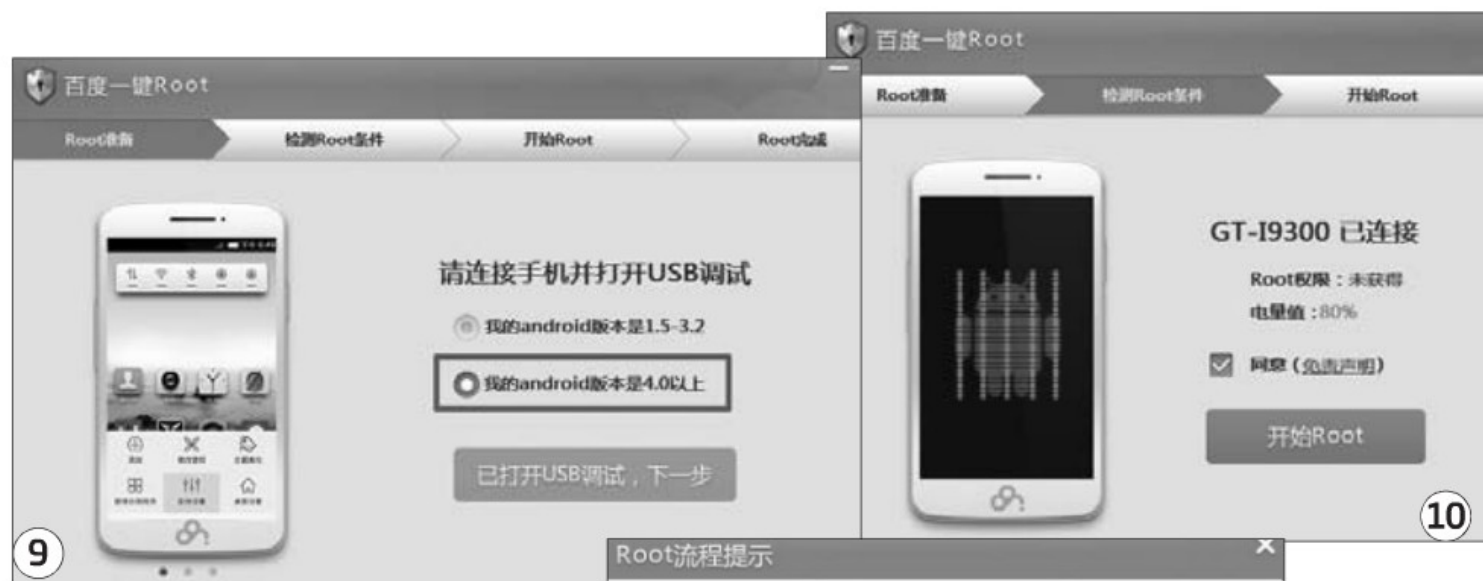 百度一键Root
Root准备
检测Root条件
开始Root
Root完成
请连接手机并打开USB调试
我的android版本是1.5-3.2
我的android版本是4.0以上
已打开USB调试，下一步
9
百度一键Root
Root准备
检测Root条件
开始Root
GT-I9300 已连接
Root权限：未获得
电量值：80%
同意（免责声明）
开始Root
10
Root流程提示